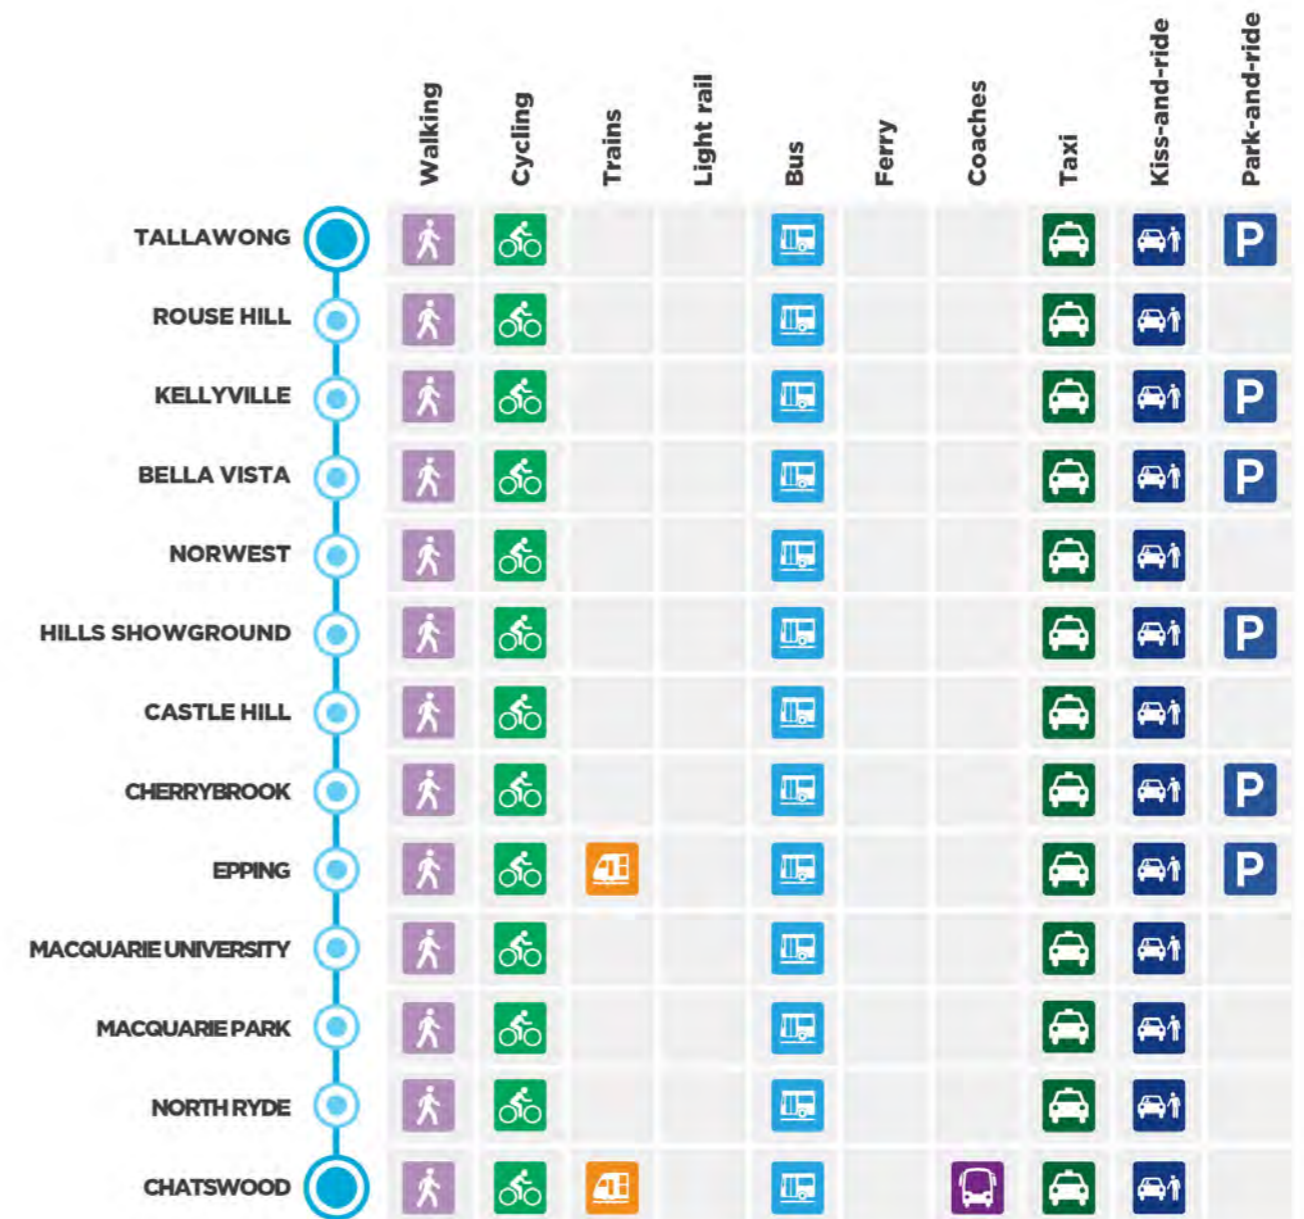 Walking
Cycling
Trains
Light rail
Bus
Ferry
Coaches
Taxi
Kiss-and-ride
Park-and-ride
TALLAWONG P
ROUSE HILL
KELLYVILLE P
BELLA VISTA P
NORWEST
HILLS SHOWGROUND P
CASTLE HILL
CHERRYBROOK P
EPPING P
MACQUARIE UNIVERSITY
MACQUARIE PARK
NORTH RYDE
CHATSWOOD